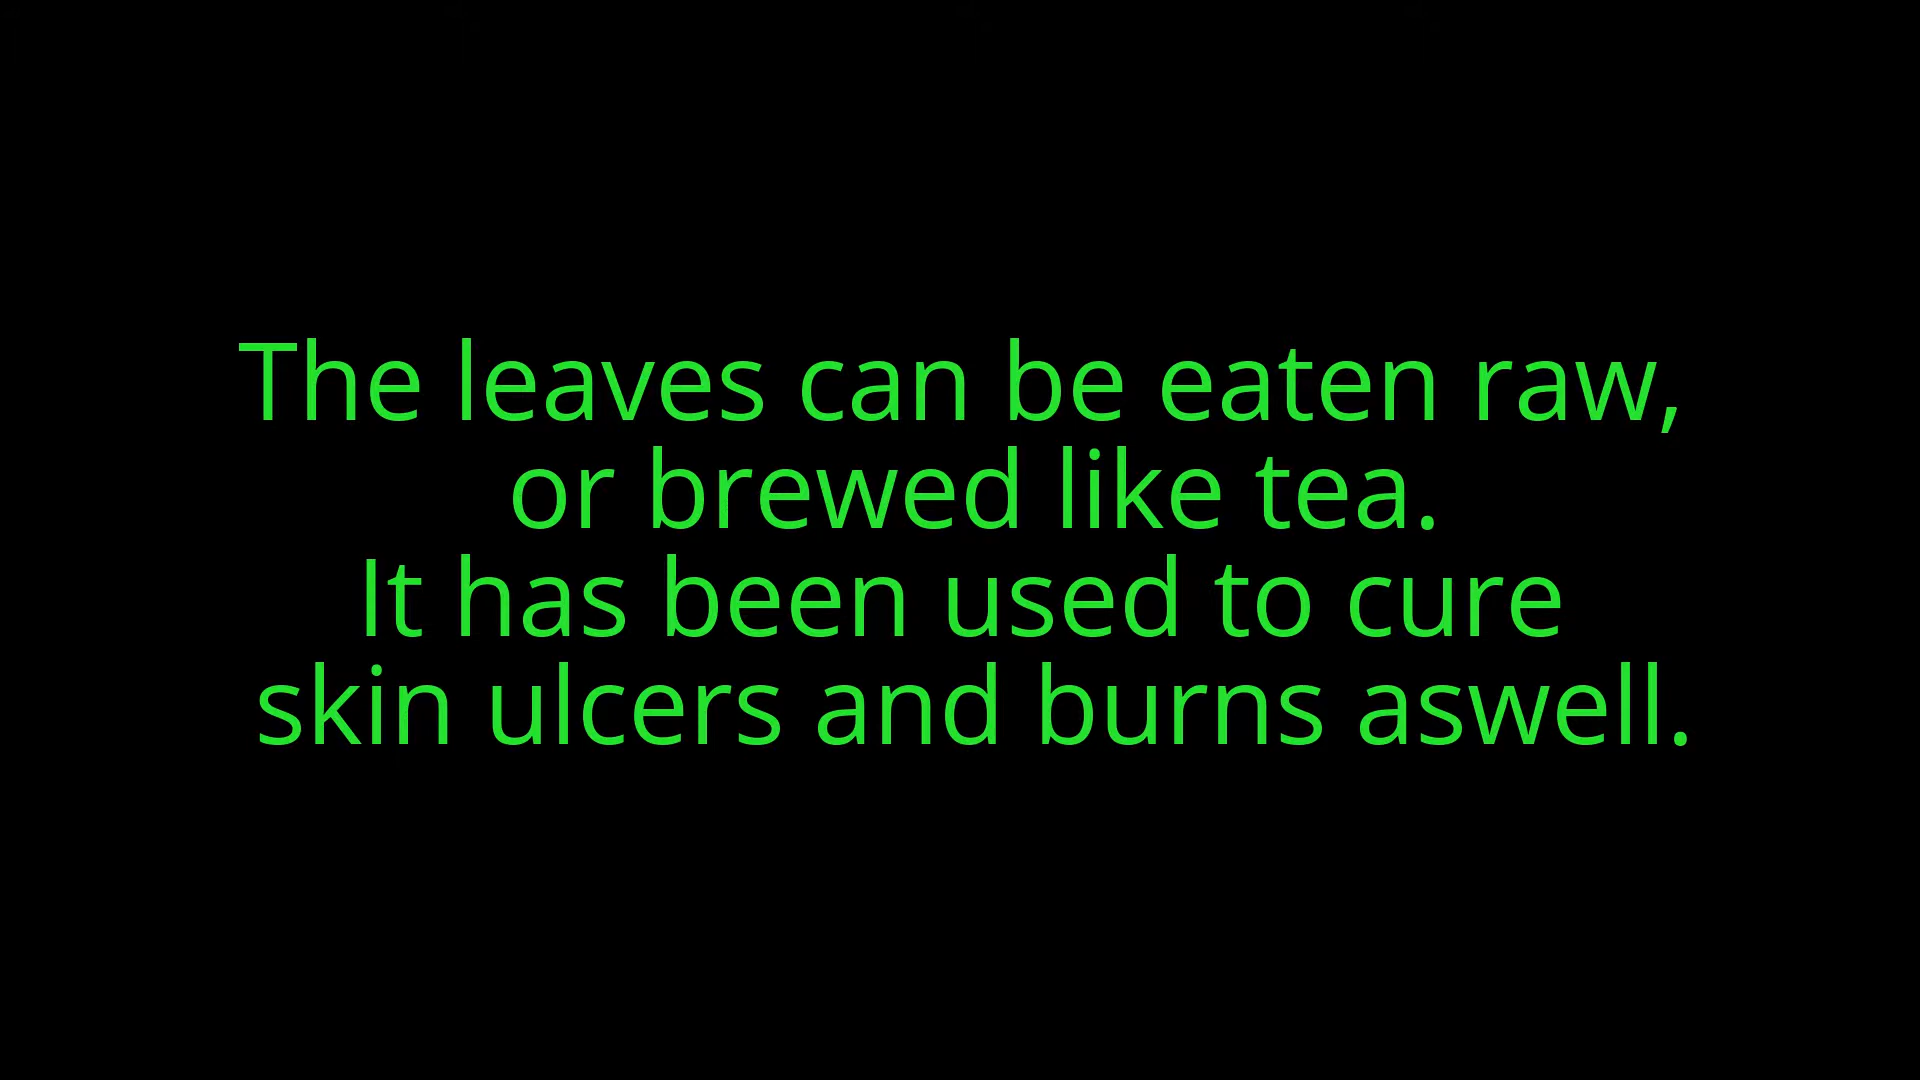 The leaves can be eaten raw,
or brewed like tea.
It has been used to cure
skin ulcers and burns aswell.